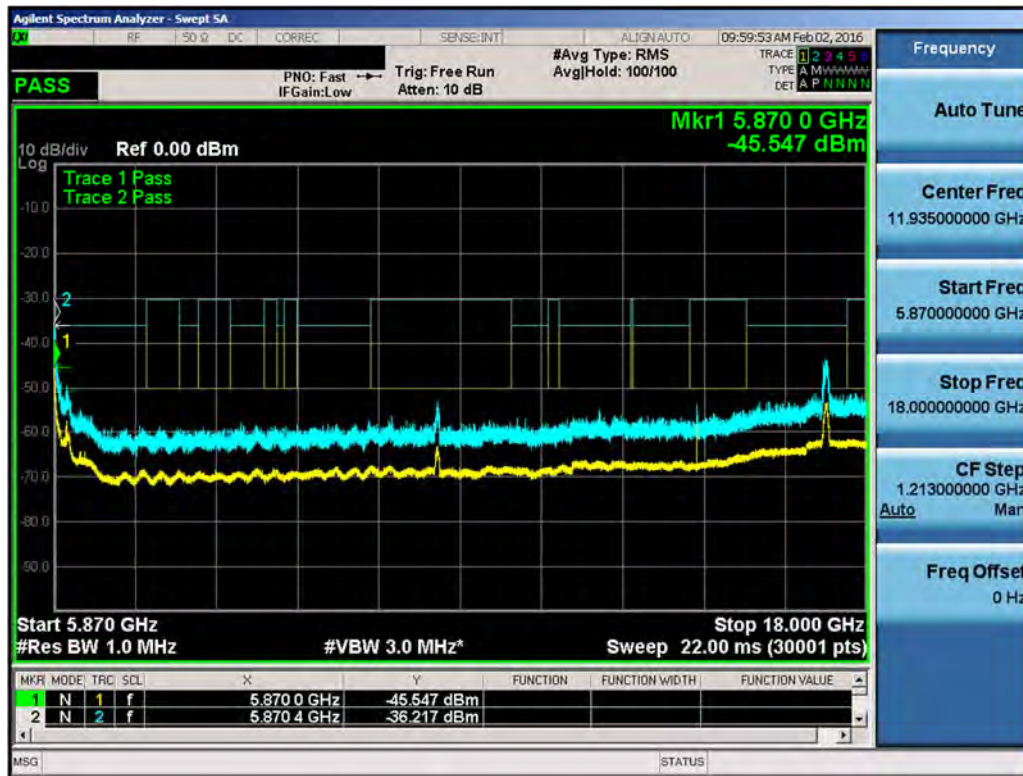 Agilent Spectrum Analyzer - Swept SA
RF 50 Ω DC CORREC SENSE:INT ALIGN AUTO 09:59:53 AM Feb 02, 2016
PASS
PNO: Fast
IFGain:Low
Trig: Free Run
Atten: 10 dB
#Avg Type: RMS
Avg|Hold: 100/100
TRACE 1 2 3 4 5 6
TYPE A M W W W W
DET A P N N N N
Mkr1 5.870 0 GHz
-45.547 dBm
10 dB/div Ref 0.00 dBm
Log
Trace 1 Pass
Trace 2 Pass
-10.0
-20.0
-30.0
2
-40.0
1
-50.0
-60.0
-70.0
-80.0
-90.0
Start 5.870 GHz Stop 18.000 GHz
#Res BW 1.0 MHz #VBW 3.0 MHz* Sweep 22.00 ms (30001 pts)
MKR MODE TRC SCL X Y FUNCTION FUNCTION WIDTH FUNCTION VALUE
1 N 1 f 5.870 0 GHz -45.547 dBm
2 N 2 f 5.870 4 GHz -36.217 dBm
MSG STATUS
Frequency
Auto Tune
Center Freq
11.935000000 GHz
Start Freq
5.870000000 GHz
Stop Freq
18.000000000 GHz
CF Step
1.213000000 GHz
Auto Man
Freq Offset
0 Hz